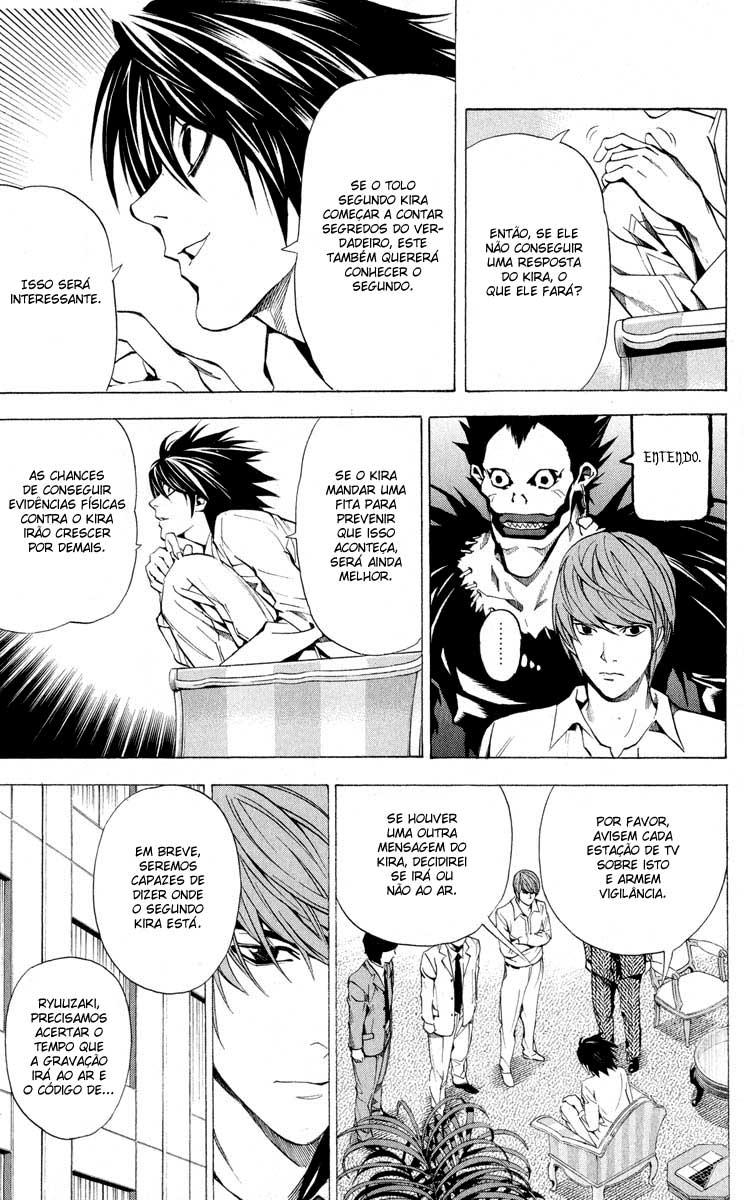 ENTÃO, SE ELE
NÃO CONSEGUIR
UMA RESPOSTA
DO KIRA, O
QUE ELE FARÁ?
SE O TOLO
SEGUNDO KIRA
COMEÇAR A CONTAR
SEGREDOS DO VER-
DADEIRO, ESTE
TAMBÉM QUERERÁ
CONHECER O
SEGUNDO.
ISSO SERÁ
INTERESSANTE.
ENTENDO.
........
SE O KIRA
MANDAR UMA
FITA PARA
PREVENIR
QUE ISSO
ACONTEÇA,
SERÁ AINDA
MELHOR.
AS CHANCES
DE CONSEGUIR
EVIDÊNCIAS FÍSICAS
CONTRA O KIRA
IRÃO CRESCER
POR DEMAIS.
POR FAVOR,
AVISEM CADA
ESTAÇÃO DE TV
SOBRE ISTO
E ARMEM
VIGILÂNCIA.
SE HOUVER
UMA OUTRA
MENSAGEM DO
KIRA, DECIDIREI
SE IRÁ OU
NÃO AO AR.
EM BREVE,
SEREMOS
CAPAZES DE
DIZER ONDE
O SEGUNDO
KIRA ESTÁ.
RYUUZAKI,
PRECISAMOS
ACERTAR O
TEMPO QUE
A GRAVAÇÃO
IRÁ AO AR E
O CÓDIGO DE...